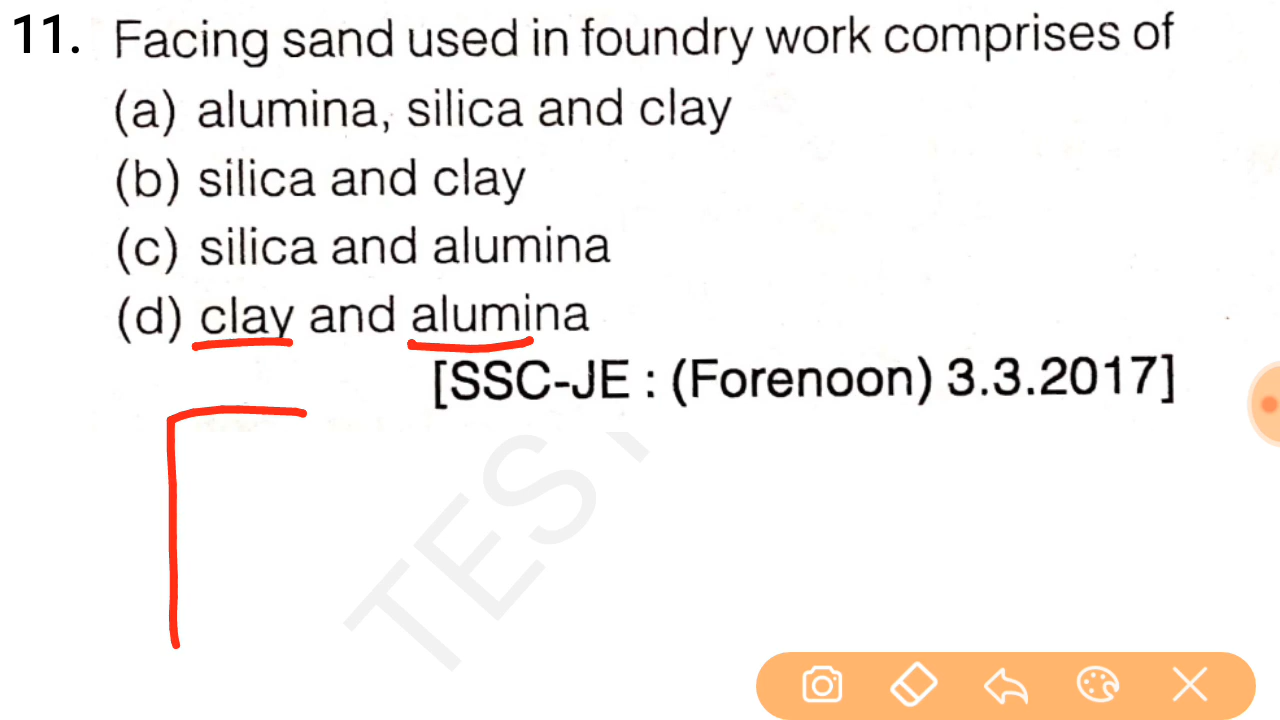 11. Facing sand used in foundry work comprises of
(a) alumina, silica and clay
(b) silica and clay
(c) silica and alumina
(d) clay and alumina
[SSC-JE : (Forenoon) 3.3.2017]
TEST